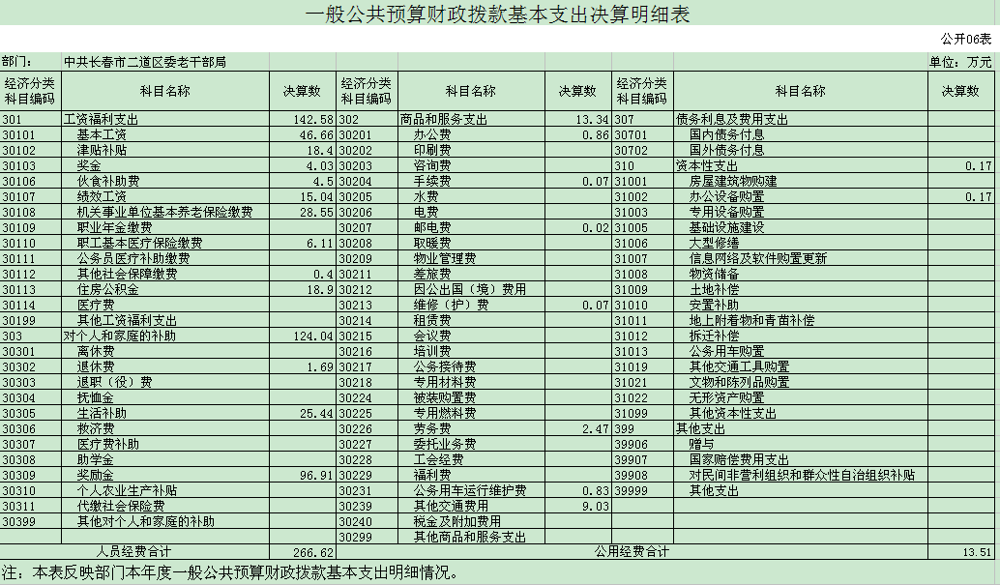 一般公共预算财政拨款基本支出决算明细表
公开06表
部门： 中共长春市二道区委老干部局 单位：万元
经济分类科目编码 科目名称 决算数 经济分类科目编码 科目名称 决算数 经济分类科目编码 科目名称 决算数
301 工资福利支出 142.58 302 商品和服务支出 13.34 307 债务利息及费用支出
30101 基本工资 46.66 30201 办公费 0.86 30701 国内债务付息
30102 津贴补贴 18.4 30202 印刷费 30702 国外债务付息
30103 奖金 4.03 30203 咨询费 310 资本性支出 0.17
30106 伙食补助费 4.5 30204 手续费 0.07 31001 房屋建筑物购建
30107 绩效工资 15.04 30205 水费 31002 办公设备购置 0.17
30108 机关事业单位基本养老保险缴费 28.55 30206 电费 31003 专用设备购置
30109 职业年金缴费 30207 邮电费 0.02 31005 基础设施建设
30110 职工基本医疗保险缴费 6.11 30208 取暖费 31006 大型修缮
30111 公务员医疗补助缴费 30209 物业管理费 31007 信息网络及软件购置更新
30112 其他社会保障缴费 0.4 30211 差旅费 31008 物资储备
30113 住房公积金 18.9 30212 因公出国（境）费用 31009 土地补偿
30114 医疗费 30213 维修（护）费 0.07 31010 安置补助
30199 其他工资福利支出 30214 租赁费 31011 地上附着物和青苗补偿
303 对个人和家庭的补助 124.04 30215 会议费 31012 拆迁补偿
30301 离休费 30216 培训费 31013 公务用车购置
30302 退休费 1.69 30217 公务接待费 31019 其他交通工具购置
30303 退职（役）费 30218 专用材料费 31021 文物和陈列品购置
30304 抚恤金 30224 被装购置费 31022 无形资产购置
30305 生活补助 25.44 30225 专用燃料费 31099 其他资本性支出
30306 救济费 30226 劳务费 2.47 399 其他支出
30307 医疗费补助 30227 委托业务费 39906 赠与
30308 助学金 30228 工会经费 39907 国家赔偿费用支出
30309 奖励金 96.91 30229 福利费 39908 对民间非营利组织和群众性自治组织补贴
30310 个人农业生产补贴 30231 公务用车运行维护费 0.83 39999 其他支出
30311 代缴社会保险费 30239 其他交通费用 9.03
30399 其他对个人和家庭的补助 30240 税金及附加费用
30299 其他商品和服务支出
人员经费合计 266.62 公用经费合计 13.51
注：本表反映部门本年度一般公共预算财政拨款基本支出明细情况。